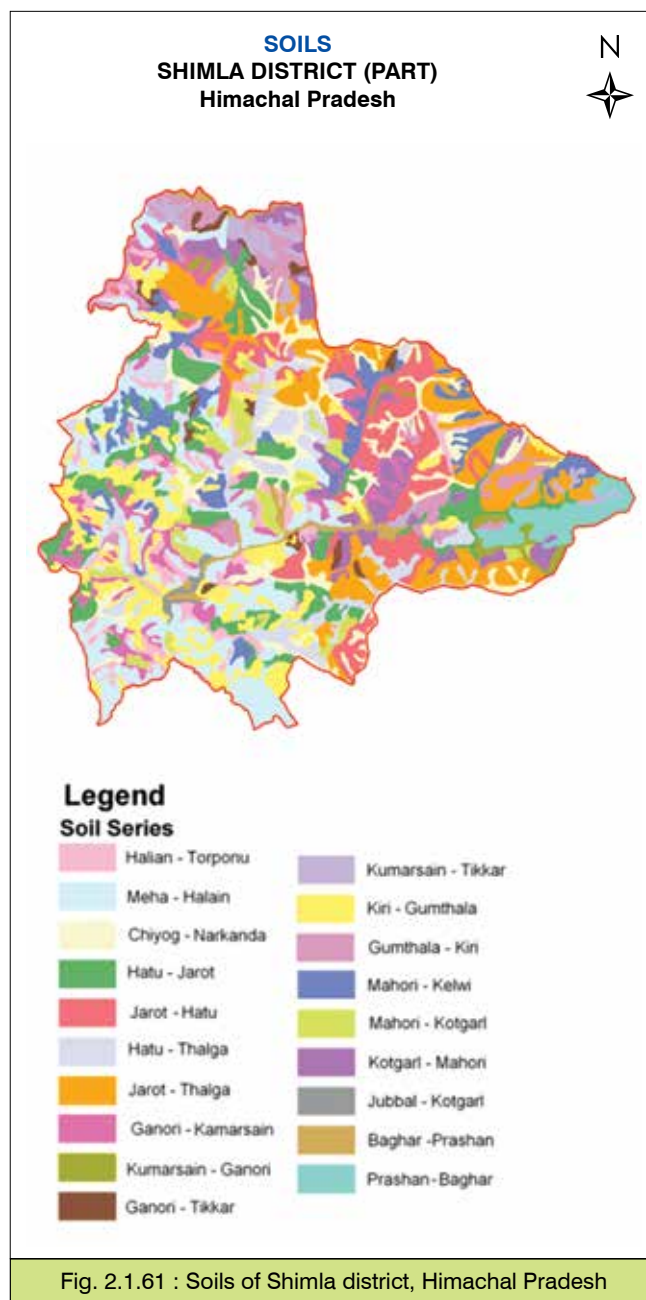 SOILS
SHIMLA DISTRICT (PART)
Himachal Pradesh
N
Legend
Soil Series
Halian - Torponu
Meha - Halain
Chiyog - Narkanda
Hatu - Jarot
Jarot - Hatu
Hatu - Thalga
Jarot - Thalga
Ganori - Kamarsain
Kumarsain - Ganori
Ganori - Tikkar
Kumarsain - Tikkar
Kiri - Gumthala
Gumthala - Kiri
Mahori - Kelwi
Mahori - Kotgarl
Kotgarl - Mahori
Jubbal - Kotgarl
Baghar -Prashan
Prashan-Baghar
Fig. 2.1.61 : Soils of Shimla district, Himachal Pradesh